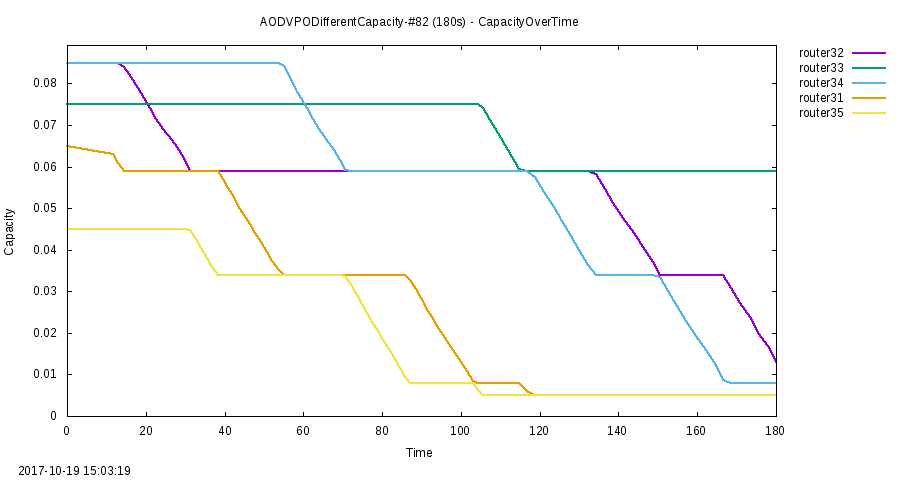 AODVPODifferentCapacity-#82 (180s) - CapacityOverTime
router32
router33
router34
router31
router35
0.08
0.07
0.06
0.05
0.04
0.03
0.02
0.01
0
Capacity
0 20 40 60 80 100 120 140 160 180
Time
2017-10-19 15:03:19